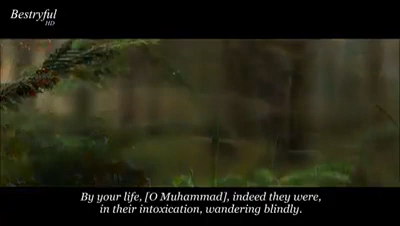 Bestryful
HD
By your life, [O Muhammad], indeed they were,
in their intoxication, wandering blindly.